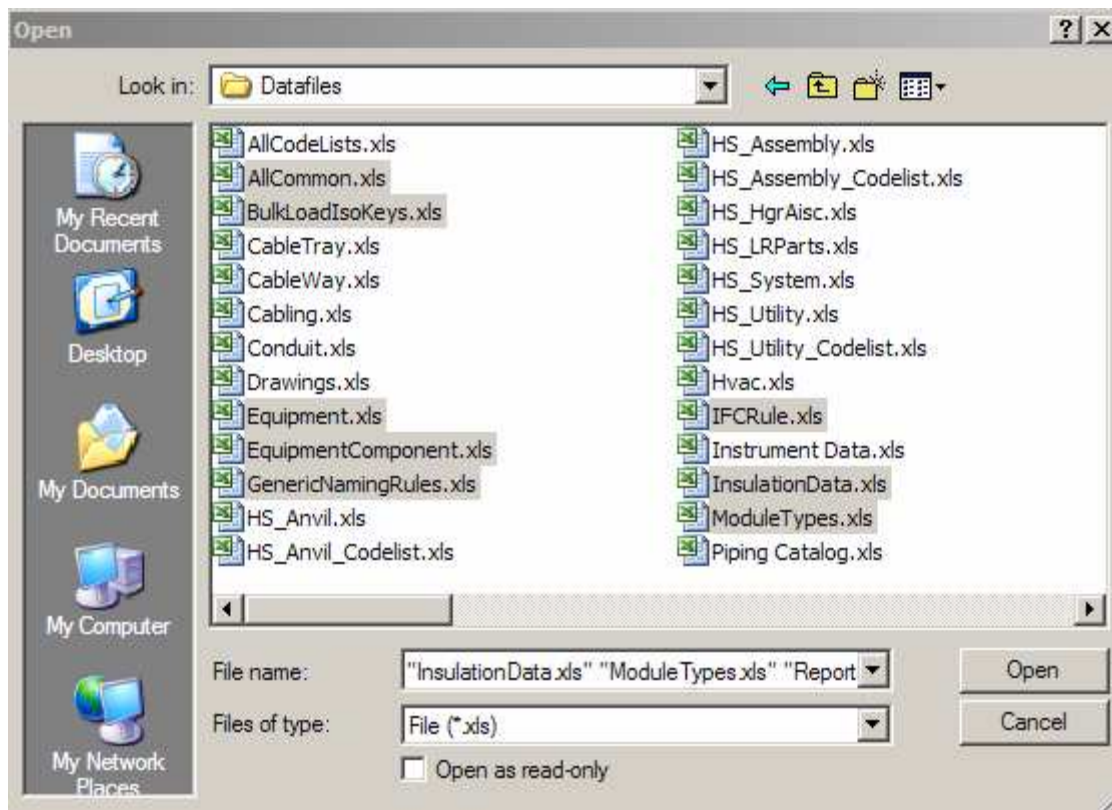 Open
Look in: Datafiles
My Recent
Documents
Desktop
My Documents
My Computer
My Network
Places
AllCodeLists.xls
AllCommon.xls
BulkLoadIsoKeys.xls
CableTray.xls
CableWay.xls
Cabling.xls
Conduit.xls
Drawings.xls
Equipment.xls
EquipmentComponent.xls
GenericNamingRules.xls
HS_Anvil.xls
HS_Anvil_Codelist.xls
HS_Assembly.xls
HS_Assembly_Codelist.xls
HS_HgrAisc.xls
HS_LRParts.xls
HS_System.xls
HS_Utility.xls
HS_Utility_Codelist.xls
Hvac.xls
IFCRule.xls
Instrument Data.xls
InsulationData.xls
ModuleTypes.xls
Piping Catalog.xls
File name: "InsulationData.xls" "ModuleTypes.xls" "Report
Open
Files of type: File (*.xls)
Cancel
Open as read-only